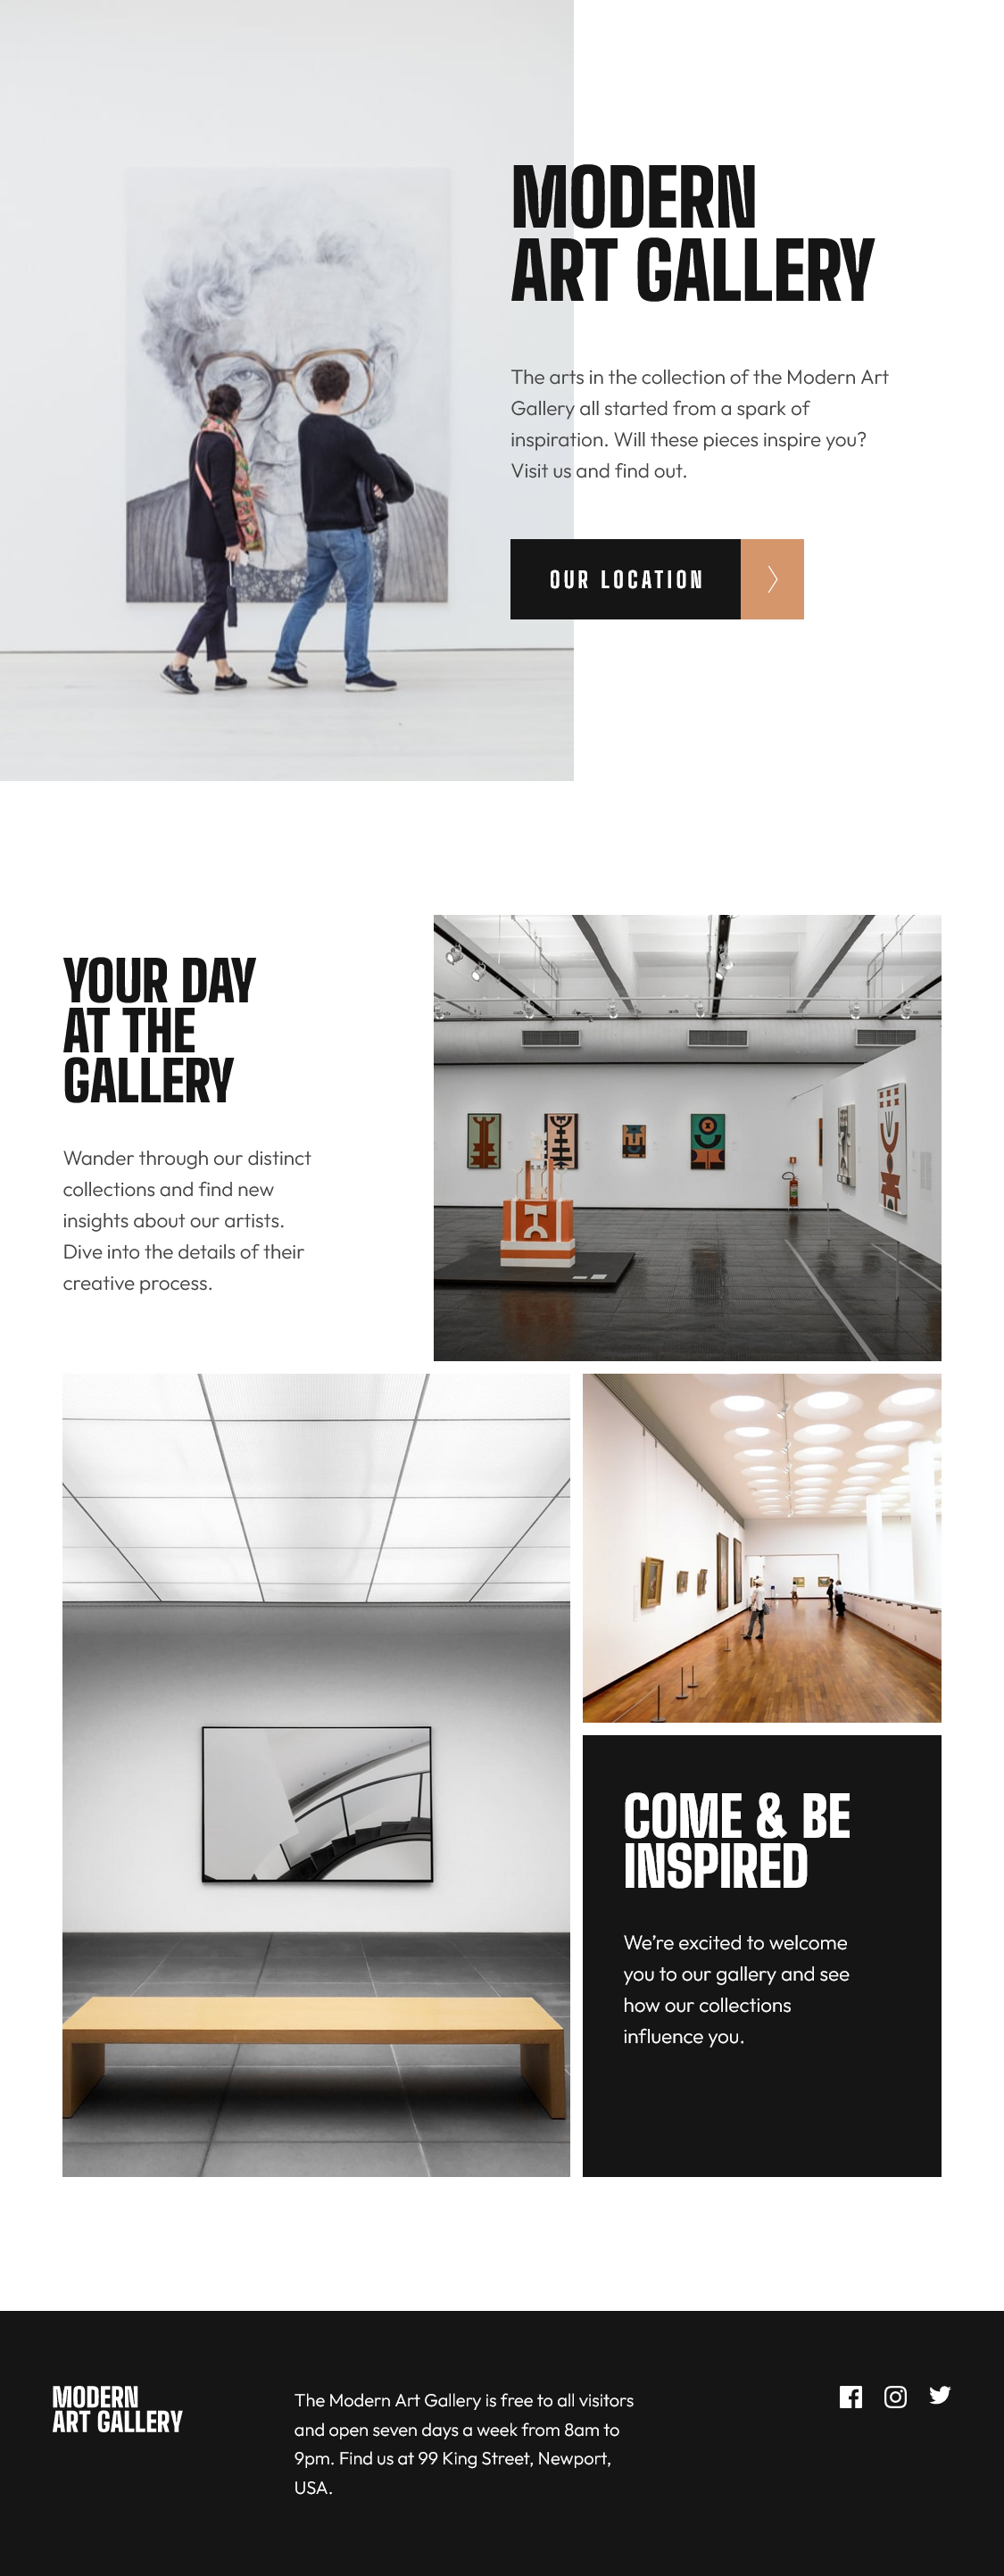 MODERN
ART GALLERY
The arts in the collection of the Modern Art
Gallery all started from a spark of
inspiration. Will these pieces inspire you?
Visit us and find out.
OUR LOCATION
YOUR DAY
AT THE
GALLERY
Wander through our distinct
collections and find new
insights about our artists.
Dive into the details of their
creative process.
COME & BE
INSPIRED
We’re excited to welcome
you to our gallery and see
how our collections
influence you.
MODERN
ART GALLERY
The Modern Art Gallery is free to all visitors
and open seven days a week from 8am to
9pm. Find us at 99 King Street, Newport,
USA.